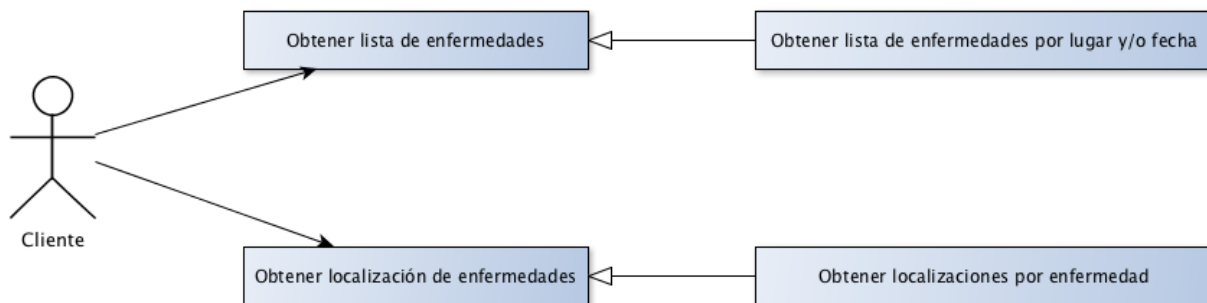 Obtener lista de enfermedades
Obtener lista de enfermedades por lugar y/o fecha
Cliente
Obtener localización de enfermedades
Obtener localizaciones por enfermedad